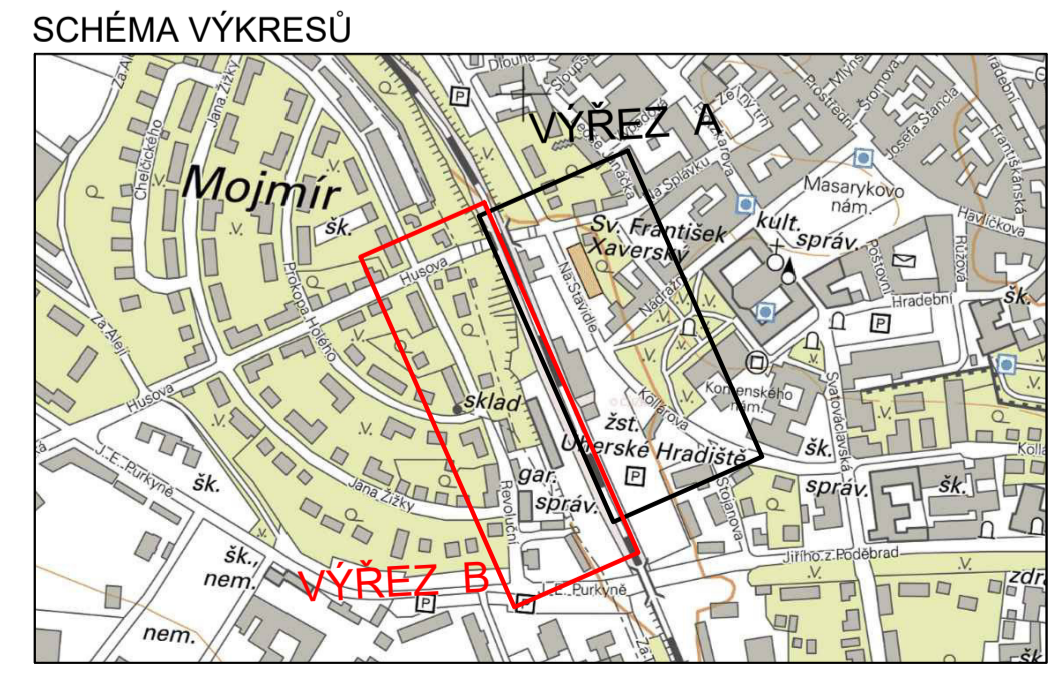 SCHÉMA VÝKRESŮ
Dlouhá
P
VÝŘEZ A
Jana Žižky
Chelčického
Mojmír
šk.
Na Splávku
Prostřední
Šromova
Josefa Stancla
Františkánská
Masarykovo
nám.
Havlíčkova
Sv. František
Xaverský
kult.
správ.
Husova
Na Stavidle
Nádražní
Poštovní
Růžová
Hradební
šk.
P
Prokopa Holého
Za Alejí
Husova
sklad
Kollárova
Komenského
nám.
žst.
Uherské Hradiště
P
Svatováclavská
šk.
J. E. Purkyně
šk.
Jana Žižky
gar.
správ.
Revoluční
Stojanova
správ.
šk.
Jiřího z Poděbrad
šk.,
nem.
VÝŘEZ B
P
J. E. Purkyně
nem.